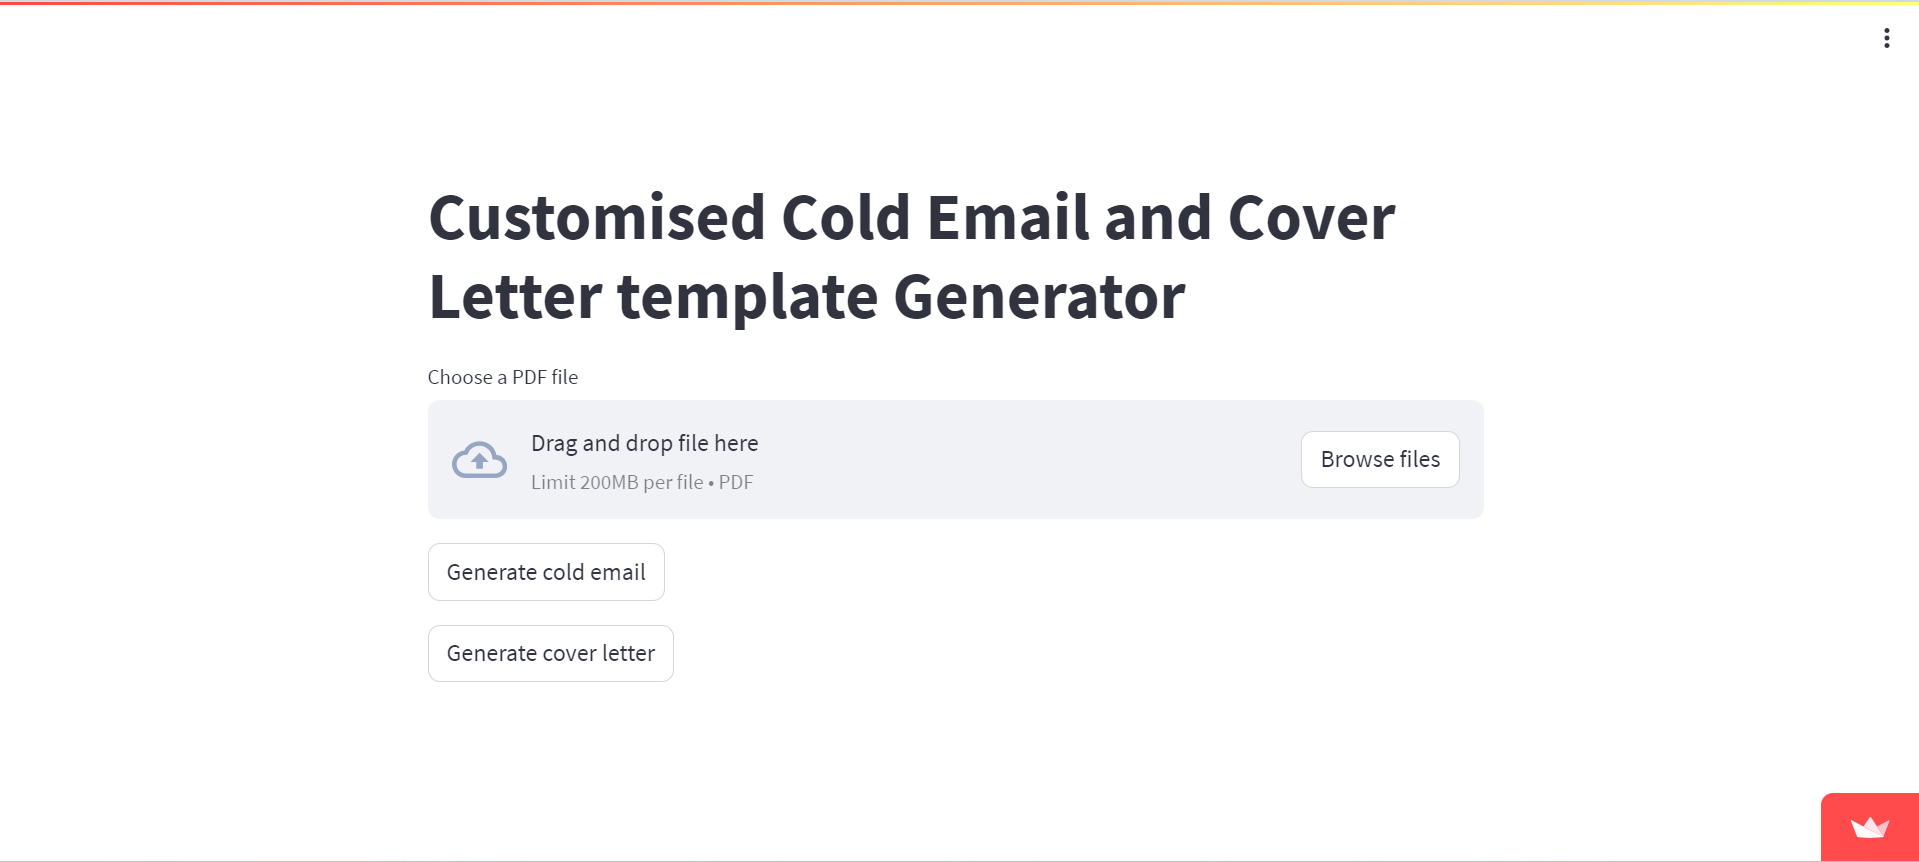 Customised Cold Email and Cover
Letter template Generator
Choose a PDF file
Drag and drop file here
Limit 200MB per file • PDF
Browse files
Generate cold email
Generate cover letter